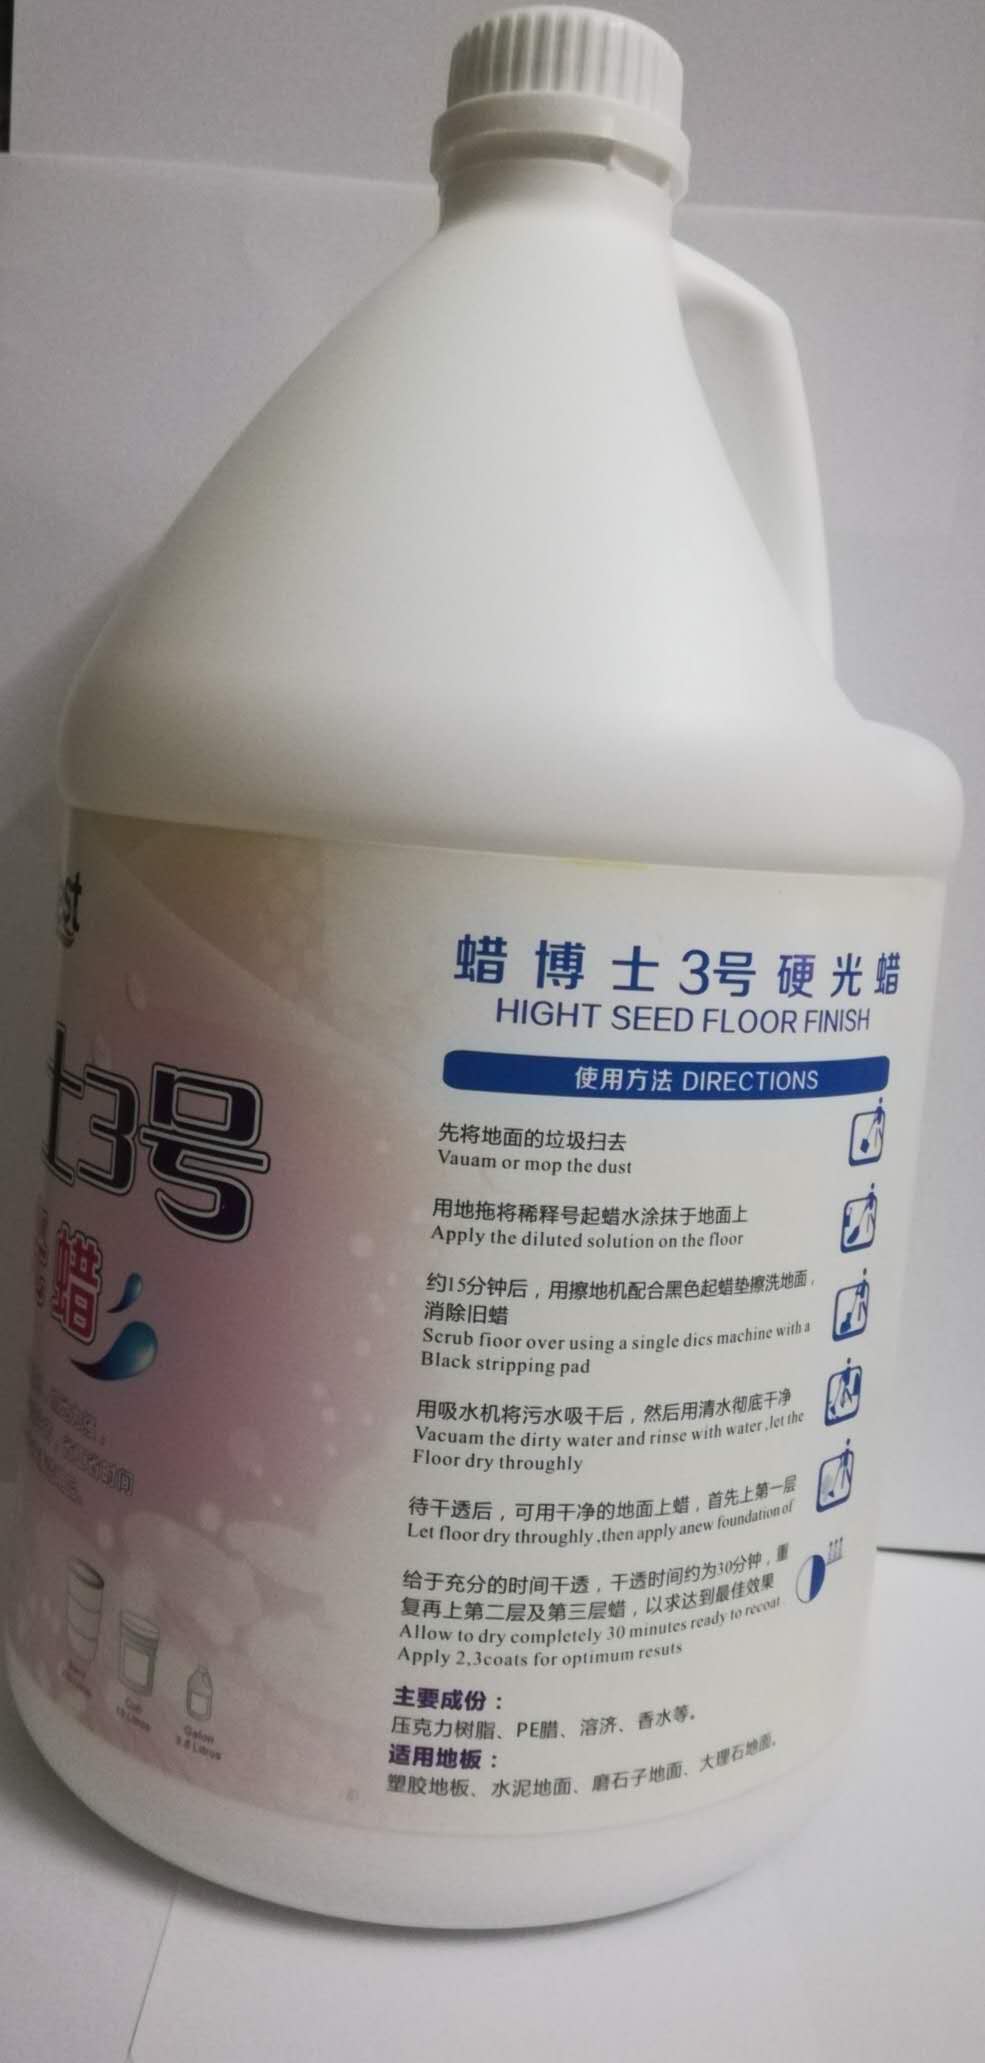 st
士3号
蜡
蜡博士3号硬光蜡
HIGHT SEED FLOOR FINISH
使用方法 DIRECTIONS
先将地面的垃圾扫去
Vauam or mop the dust
用地拖将稀释号起蜡水涂抹于地面上
Apply the diluted solution on the floor
约15分钟后，用擦地机配合黑色起蜡垫擦洗地面，
消除旧蜡
Scrub fioor over using a single dics machine with a
Black stripping pad
用吸水机将污水吸干后，然后用清水彻底干净
Vacuam the dirty water and rinse with water ,let the
Floor dry throughly
待干透后，可用干净的地面上蜡，首先上第一层
Let floor dry throughly ,then apply anew foundation of
给于充分的时间干透，干透时间约为30分钟，重
复再上第二层及第三层蜡，以求达到最佳效果
Allow to dry completely 30 minutes ready to recoat .
Apply 2,3coats for optimum resuts
主要成份：
压克力树脂、PE腊、溶济、香水等。
适用地板：
塑胶地板、水泥地面、磨石子地面、大理石地面。
时间
Galon
3.8 Litros